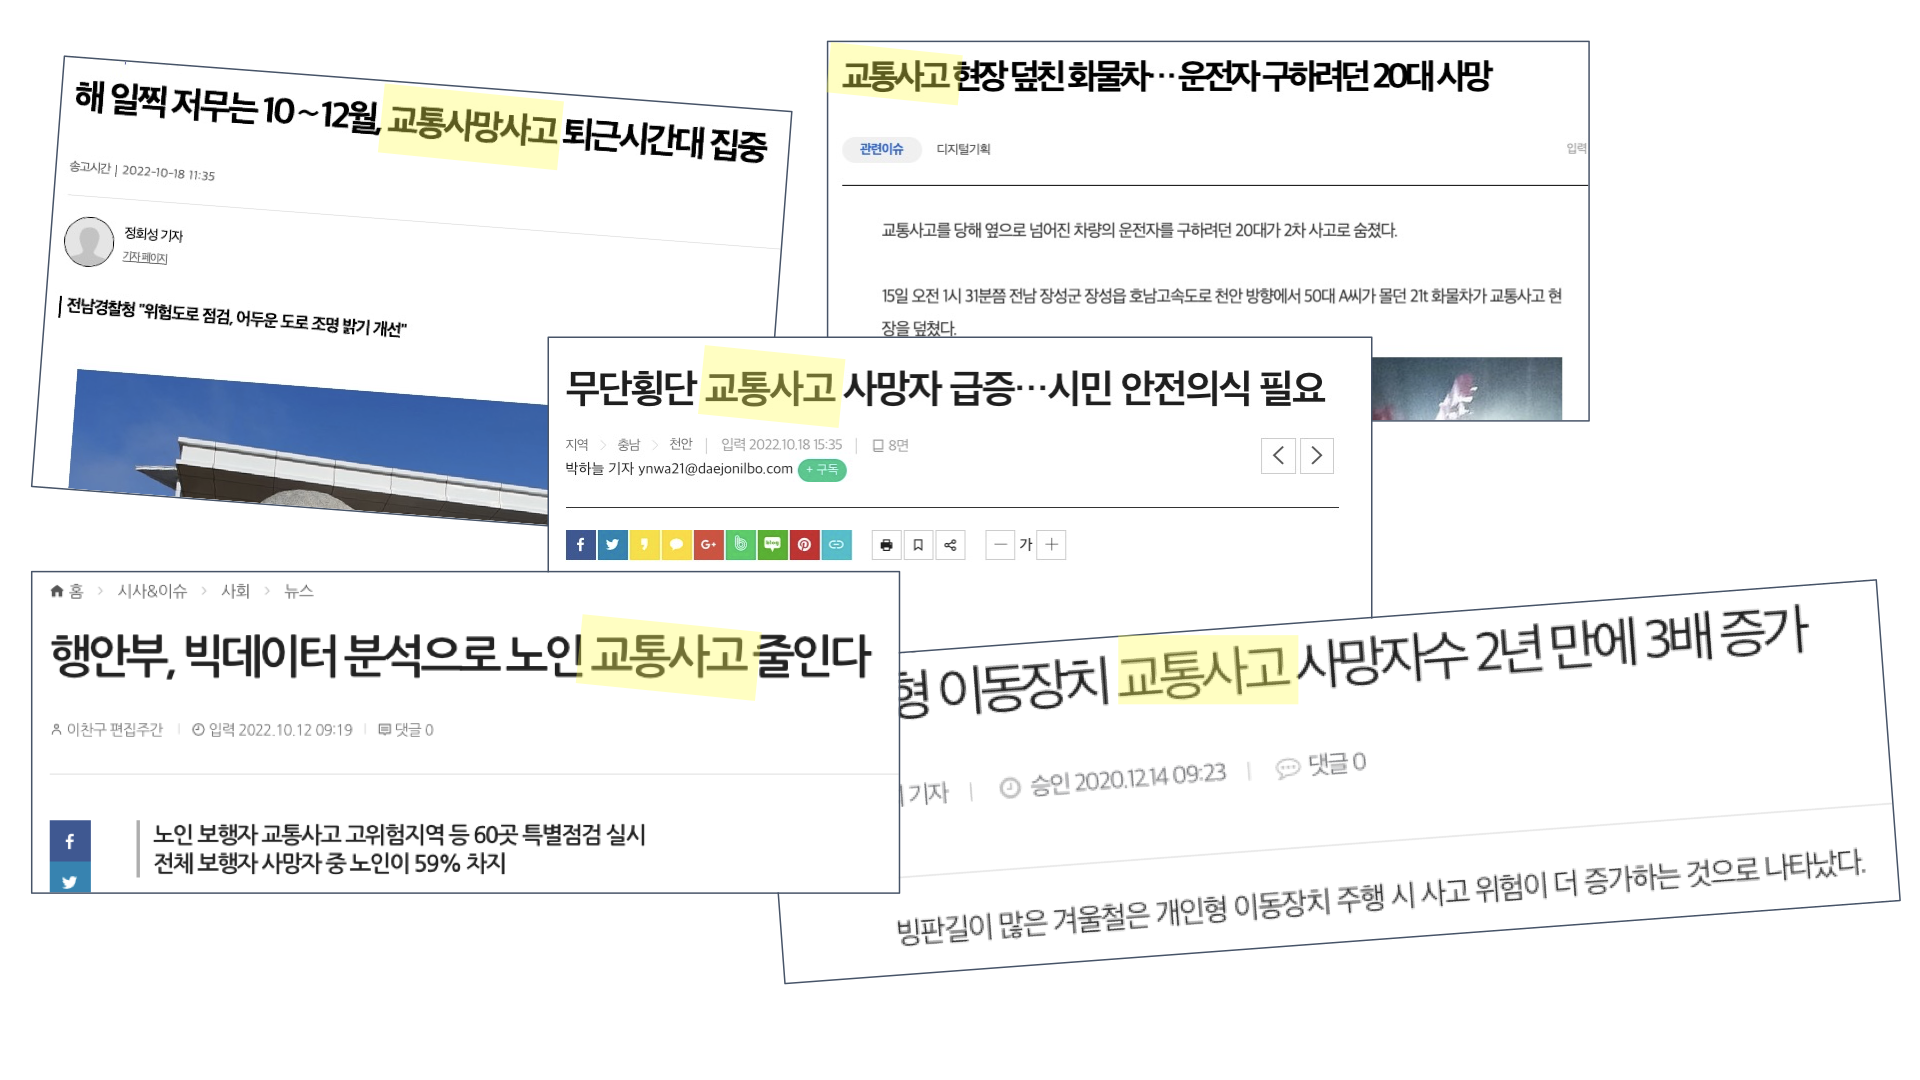 해 일찍 저무는 10~12월, 교통사망사고 퇴근시간대 집중
송고시간 | 2022-10-18 11:35
정회성 기자
기자 페이지
전남경찰청 "위험도로 점검, 어두운 도로 조명 밝기 개선"
교통사고 현장 덮친 화물차…운전자 구하려던 20대 사망
관련이슈 디지털기획
입력
교통사고를 당해 옆으로 넘어진 차량의 운전자를 구하려던 20대가 2차 사고로 숨졌다.
15일 오전 1시 31분쯤 전남 장성군 장성읍 호남고속도로 천안 방향에서 50대 A씨가 몰던 21t 화물차가 교통사고 현
장을 덮쳤다.
무단횡단 교통사고 사망자 급증…시민 안전의식 필요
지역 > 충남 > 천안 | 입력 2022.10.18 15:35 | 8면
박하늘 기자 ynwa21@daejonilbo.com + 구독
가
홈 > 시사&이슈 > 사회 > 뉴스
행안부, 빅데이터 분석으로 노인 교통사고 줄인다
이찬구 편집주간 | 입력 2022.10.12 09:19 | 댓글 0
노인 보행자 교통사고 고위험지역 등 60곳 특별점검 실시
전체 보행자 사망자 중 노인이 59% 차지
형 이동장치 교통사고 사망자수 2년 만에 3배 증가
기자 | 승인 2020.12.14 09:23 | 댓글 0
빙판길이 많은 겨울철은 개인형 이동장치 주행 시 사고 위험이 더 증가하는 것으로 나타났다.